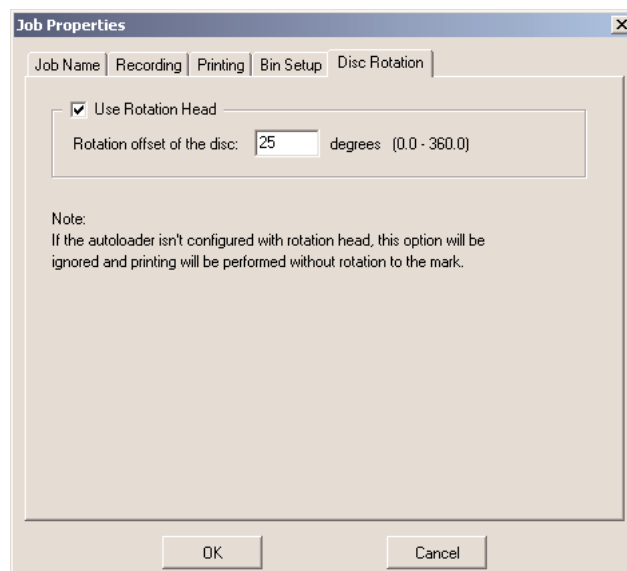 Job Properties
Job Name Recording Printing Bin Setup Disc Rotation
Use Rotation Head
Rotation offset of the disc: 25 degrees (0.0 - 360.0)
Note:
If the autoloader isn't configured with rotation head, this option will be
ignored and printing will be performed without rotation to the mark.
OK Cancel